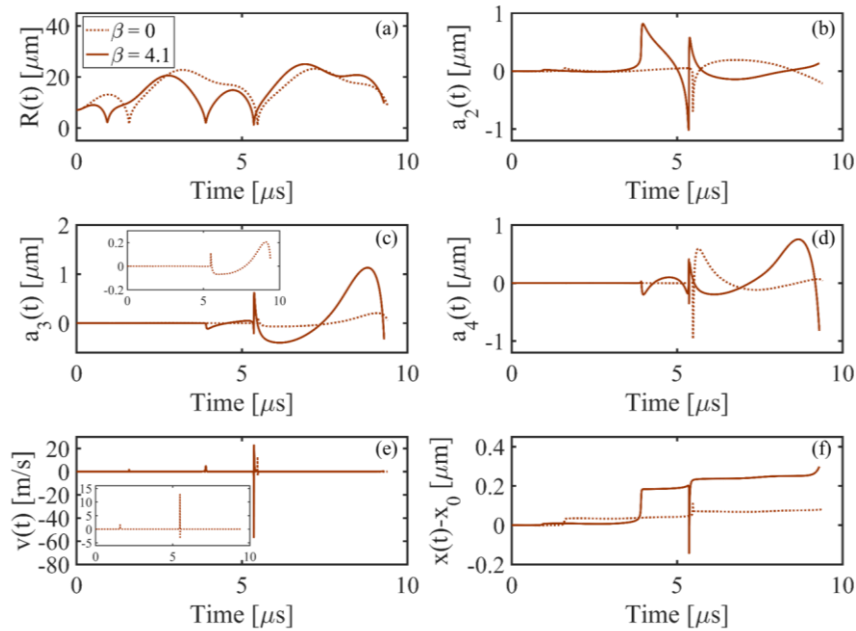 (a)
β = 0
β = 4.1
R(t) [μm]
40
20
0
0
5
10
Time [μs]
(b)
a2(t) [μm]
1
0
-1
0
5
10
Time [μs]
(c)
a3(t) [μm]
2
1
0
0.2
0
-0.2
0
5
10
0
5
10
Time [μs]
(d)
a4(t) [μm]
1
0
-1
0
5
10
Time [μs]
(e)
v(t) [m/s]
20
0
-20
-40
-60
-80
15
10
5
0
-5
0
5
10
0
5
10
Time [μs]
(f)
x(t)-x0 [μm]
0.4
0.2
0
-0.2
0
5
10
Time [μs]